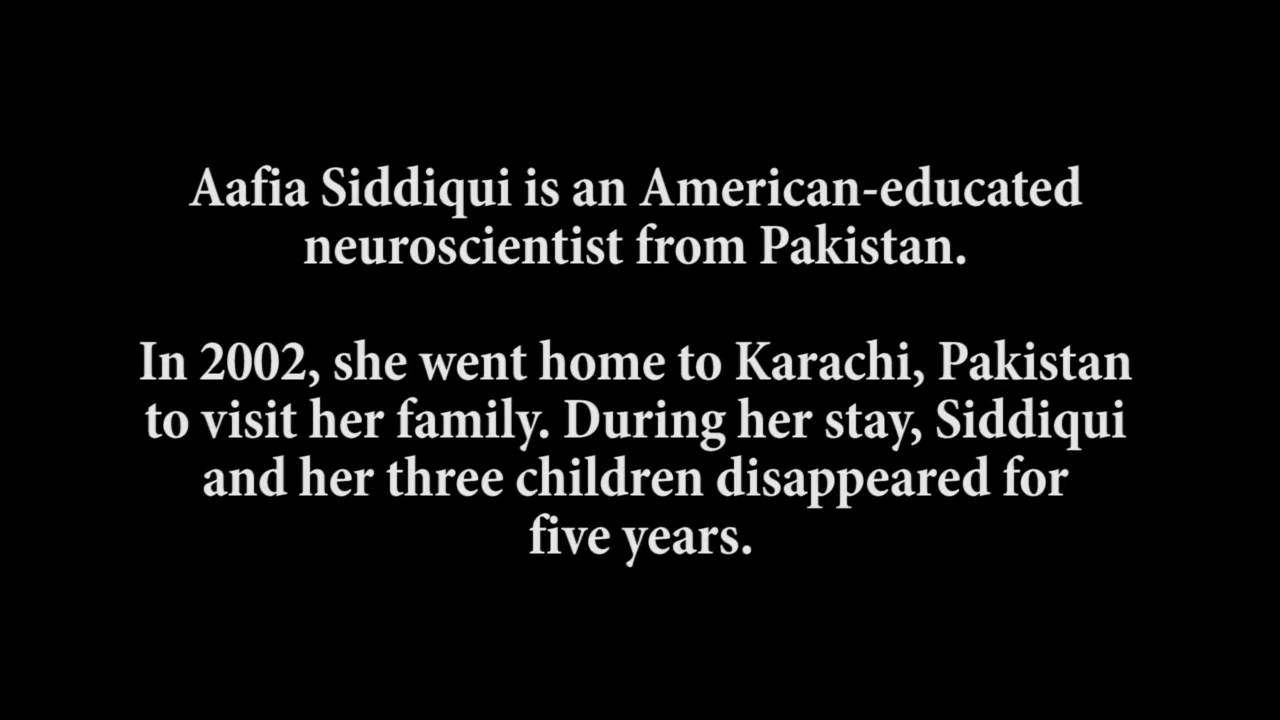 Aafia Siddiqui is an American-educated
neuroscientist from Pakistan.
In 2002, she went home to Karachi, Pakistan
to visit her family. During her stay, Siddiqui
and her three children disappeared for
five years.